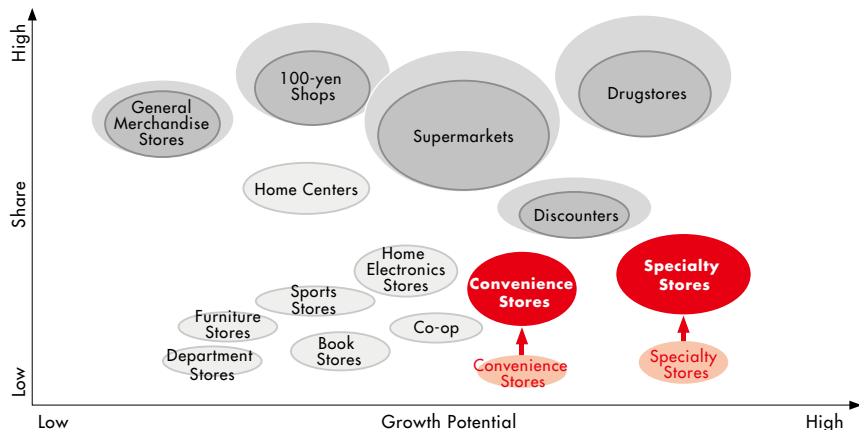 High
Share
Low
General
Merchandise
Stores
100-yen
Shops
Supermarkets
Drugstores
Home Centers
Discounters
Home
Electronics
Stores
Convenience
Stores
Specialty
Stores
Sports
Stores
Furniture
Stores
Co-op
Book
Stores
Department
Stores
Convenience
Stores
Specialty
Stores
Low
Growth Potential
High